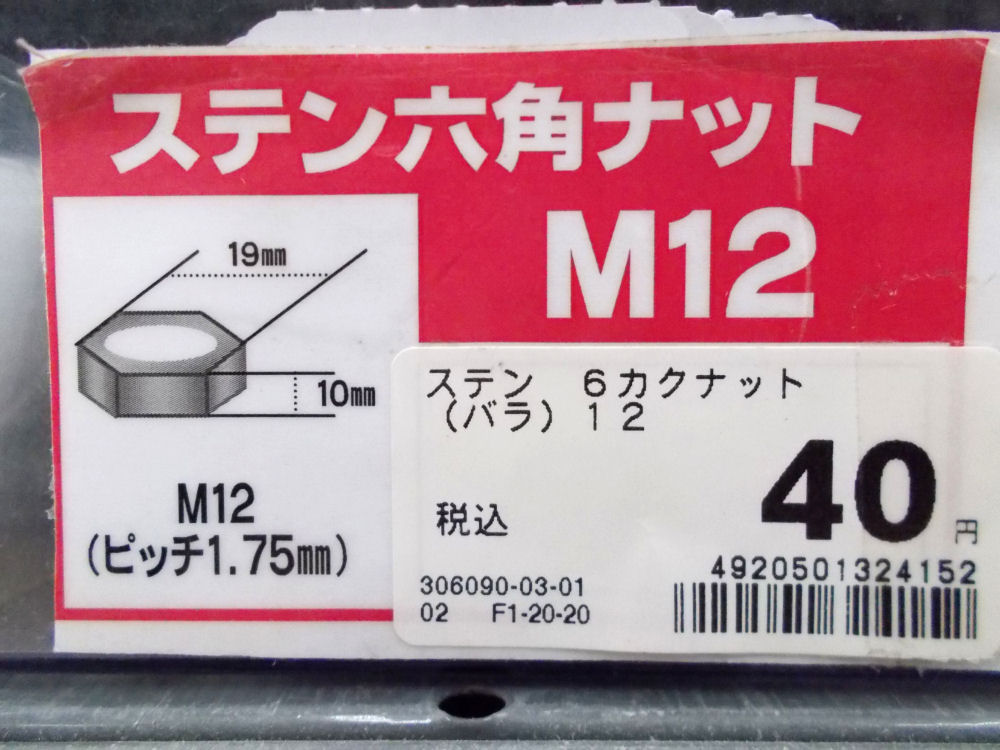 ステン六角ナット
M12
19㎜
10㎜
M12
(ピッチ1.75㎜)
ステン　６カクナット
（バラ）１２
税込
40円
4920501324152
306090-03-01
02 F1-20-20